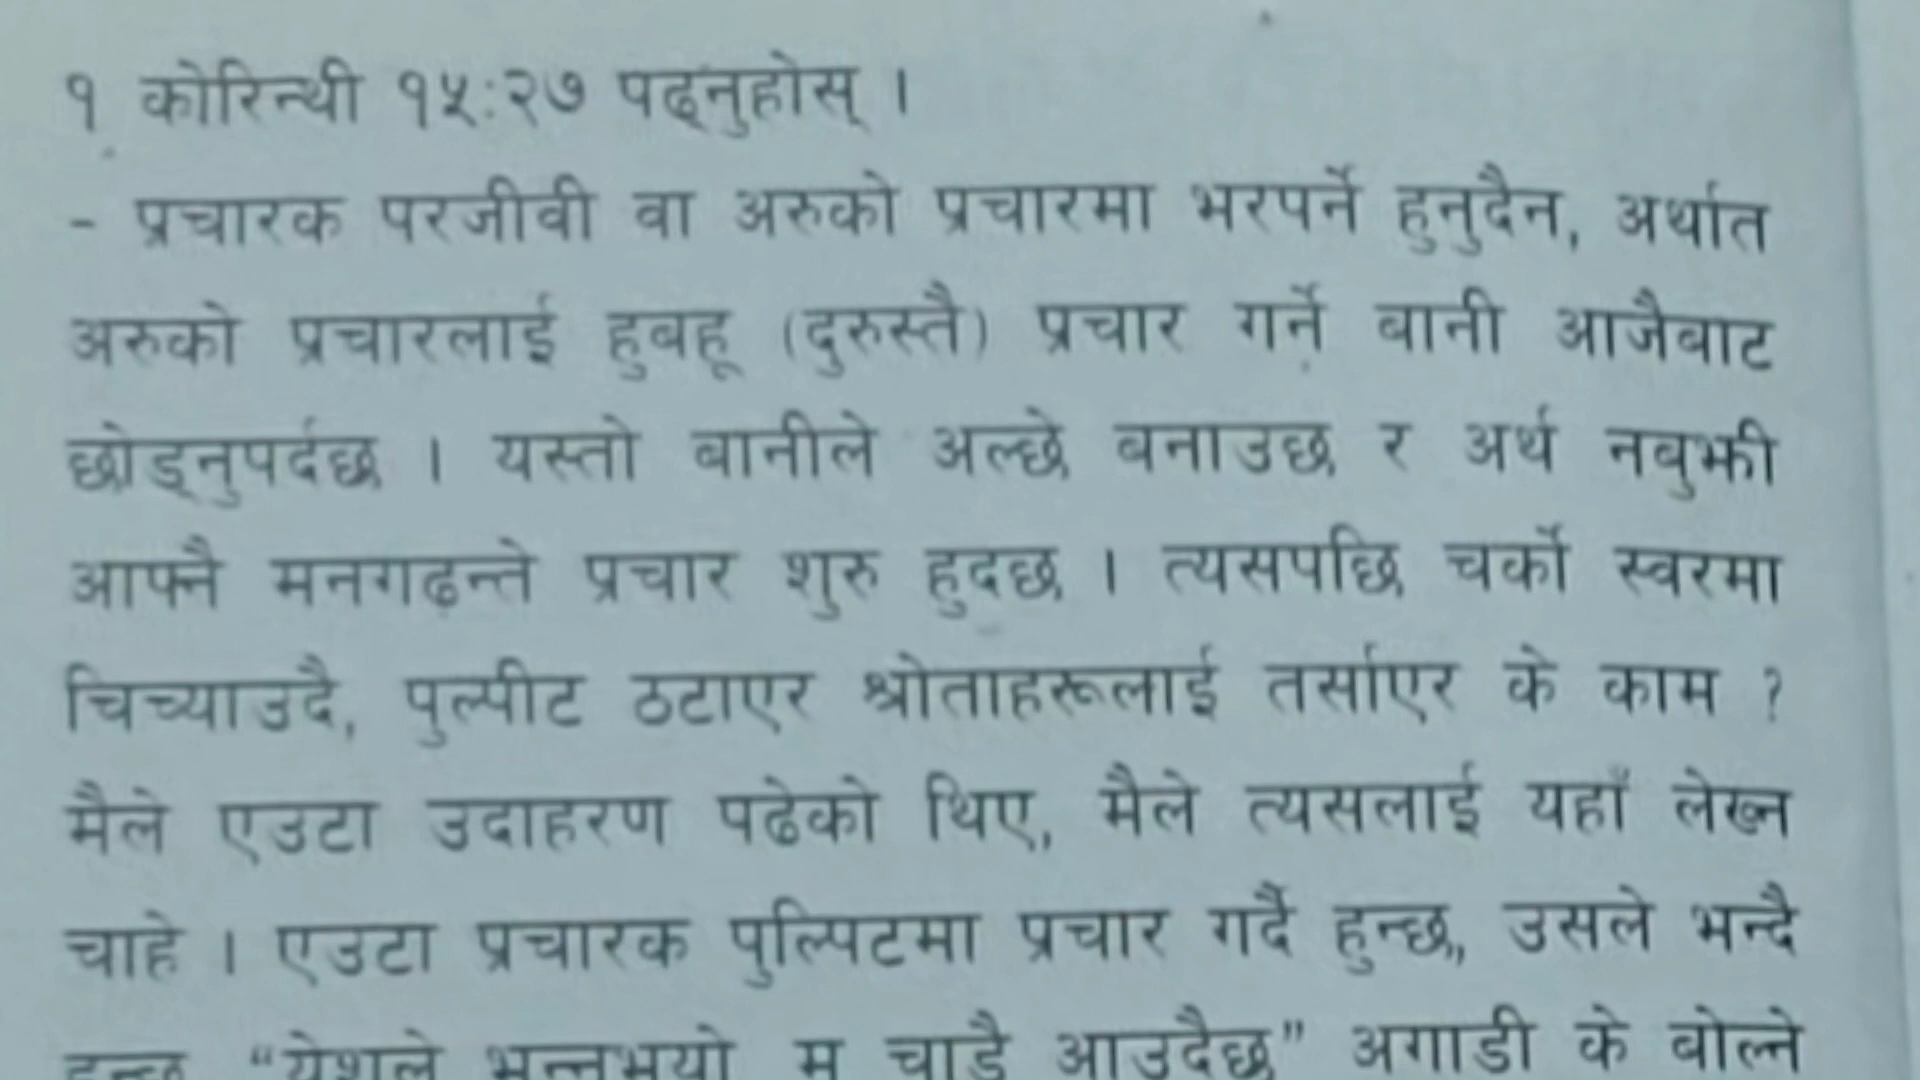 १ कोरिन्थी १५:२७ पढ्नुहोस् ।
- प्रचारक परजीवी वा अरुको प्रचारमा भरपर्ने हुनुदैन, अर्थात
अरुको प्रचारलाई हुबहू (दुरुस्तै) प्रचार गर्ने बानी आजैबाट
छोड्नुपर्दछ । यस्तो बानीले अल्छे बनाउछ र अर्थ नबुझी
आफ्नै मनगढन्ते प्रचार शुरु हुदछ । त्यसपछि चर्को स्वरमा
चिच्याउदै, पुल्पीट ठटाएर श्रोताहरूलाई तर्साएर के काम ?
मैले एउटा उदाहरण पढेको थिए, मैले त्यसलाई यहाँ लेख्न
चाहे । एउटा प्रचारक पुल्पिटमा प्रचार गर्दै हुन्छ,, उसले भन्दै
हुन्छ “येशूले भन्नुभयो म चाडै आउदैछु” अगाडी के बोल्ने